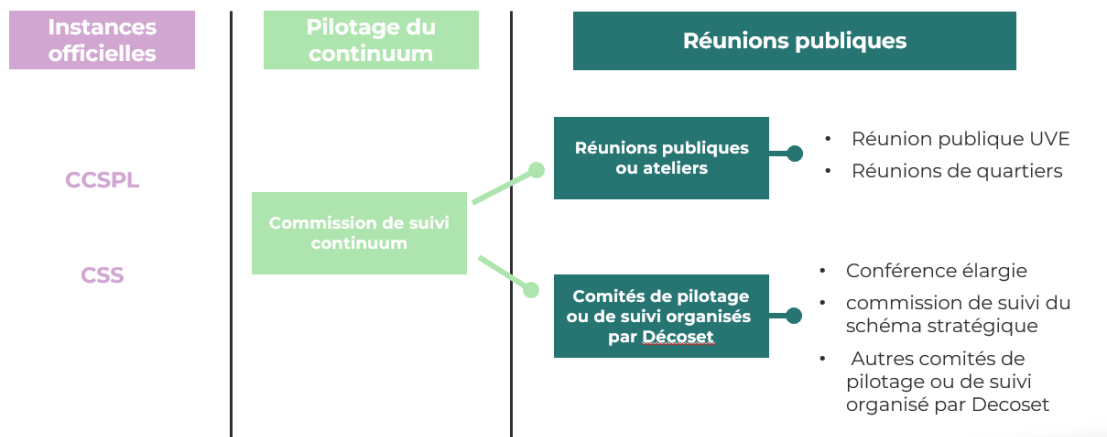 Instances
officielles
Pilotage du
continuum
Réunions publiques
CCSPL
CSS
Commission de suivi
continuum
Réunions publiques
ou ateliers
• Réunion publique UVE
• Réunions de quartiers
Comités de pilotage
ou de suivi organisés
par Décoset
• Conférence élargie
• commission de suivi du
schéma stratégique
• Autres comités de
pilotage ou de suivi
organisé par Decoset